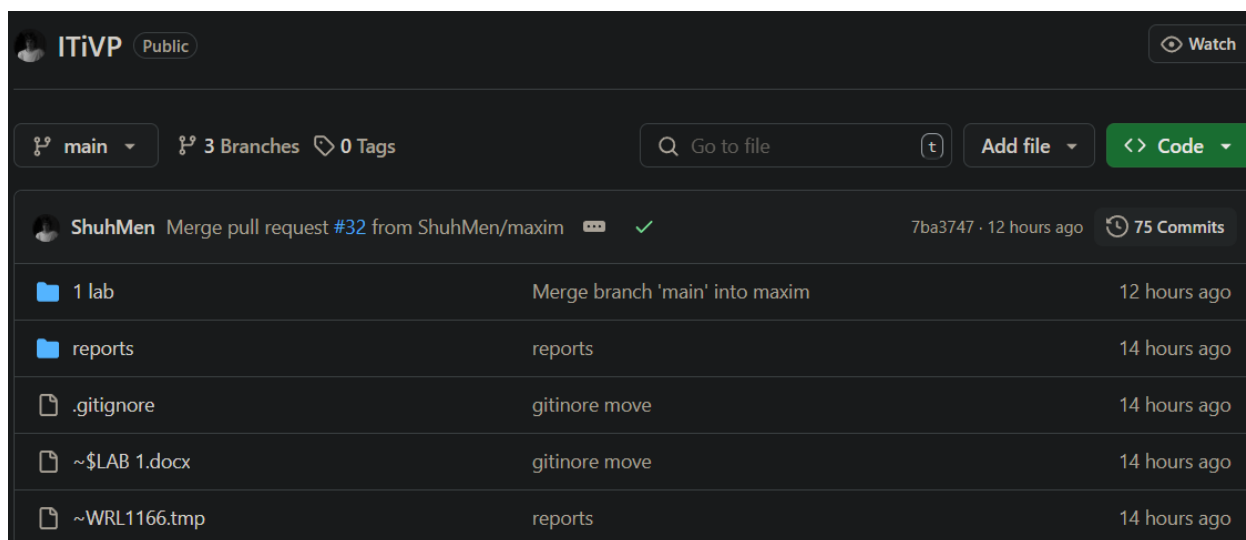 ITiVP Public Watch
main 3 Branches 0 Tags Go to file t Add file Code
ShuhMen Merge pull request #32 from ShuhMen/maxim 7ba3747 · 12 hours ago 75 Commits
1 lab Merge branch 'main' into maxim 12 hours ago
reports reports 14 hours ago
.gitignore gitinore move 14 hours ago
~$LAB 1.docx gitinore move 14 hours ago
~WRL1166.tmp reports 14 hours ago